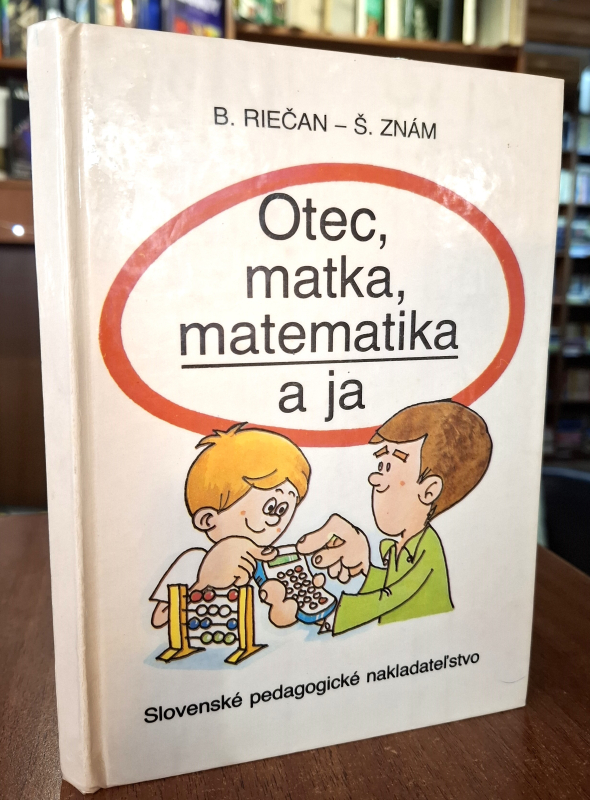 B. RIEČAN – Š. ZNÁM
Otec,
matka,
matematika
a ja
Slovenské pedagogické nakladateľstvo